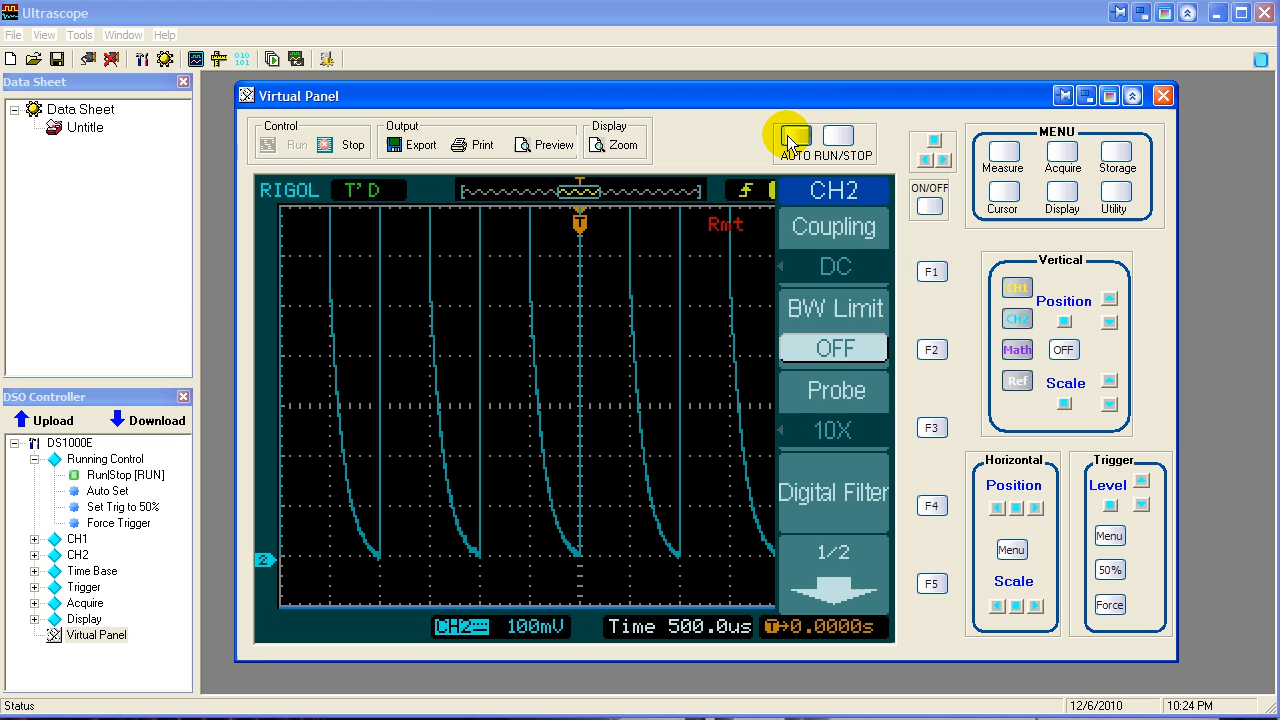 Ultrascope
File View Tools Window Help
Data Sheet
Data Sheet
Untitle
DSO Controller
Upload Download
DS1000E
Running Control
Run|Stop [RUN]
Auto Set
Set Trig to 50%
Force Trigger
CH1
CH2
Time Base
Trigger
Acquire
Display
Virtual Panel
Virtual Panel
Control
Run Stop
Output
Export Print Preview
Display
Zoom
AUTO RUN/STOP
RIGOL T'D
T
T
Rmt
2
CH2 100mV Time 500.0us T→0.0000s
CH2
Coupling
DC
BW Limit
OFF
Probe
10X
Digital Filter
1/2
ON/OFF
F1
F2
F3
F4
F5
MENU
Measure Acquire Storage
Cursor Display Utility
Vertical
CH1
CH2
Math
Ref
Position
OFF
Scale
Horizontal
Position
Menu
Scale
Trigger
Level
Menu
50%
Force
Status 12/6/2010 10:24 PM